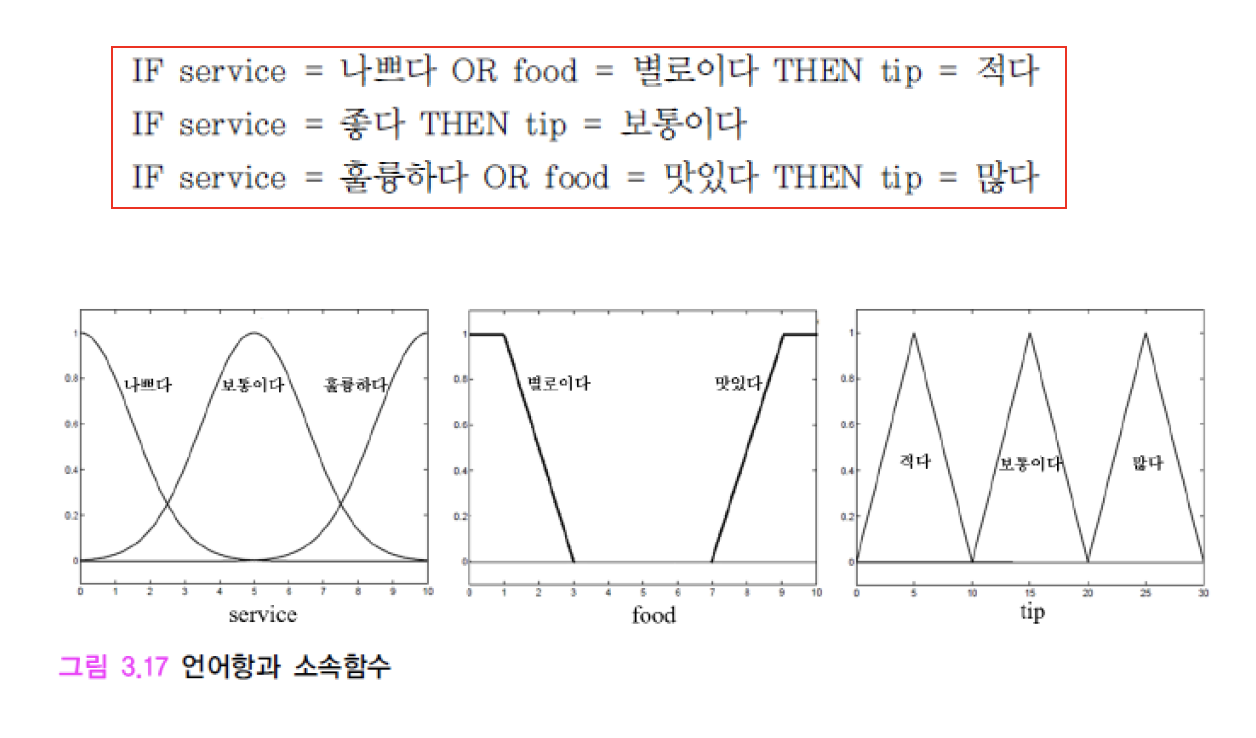 IF service = 나쁘다 OR food = 별로이다 THEN tip = 적다
IF service = 좋다 THEN tip = 보통이다
IF service = 훌륭하다 OR food = 맛있다 THEN tip = 많다
1
0.8
0.6
0.4
0.2
0
나쁘다 보통이다 훌륭하다
0 1 2 3 4 5 6 7 8 9 10
service
1
0.8
0.6
0.4
0.2
0
별로이다 맛있다
0 1 2 3 4 5 6 7 8 9 10
food
1
0.8
0.6
0.4
0.2
0
적다 보통이다 많다
0 5 10 15 20 25 30
tip
그림 3.17 언어항과 소속함수